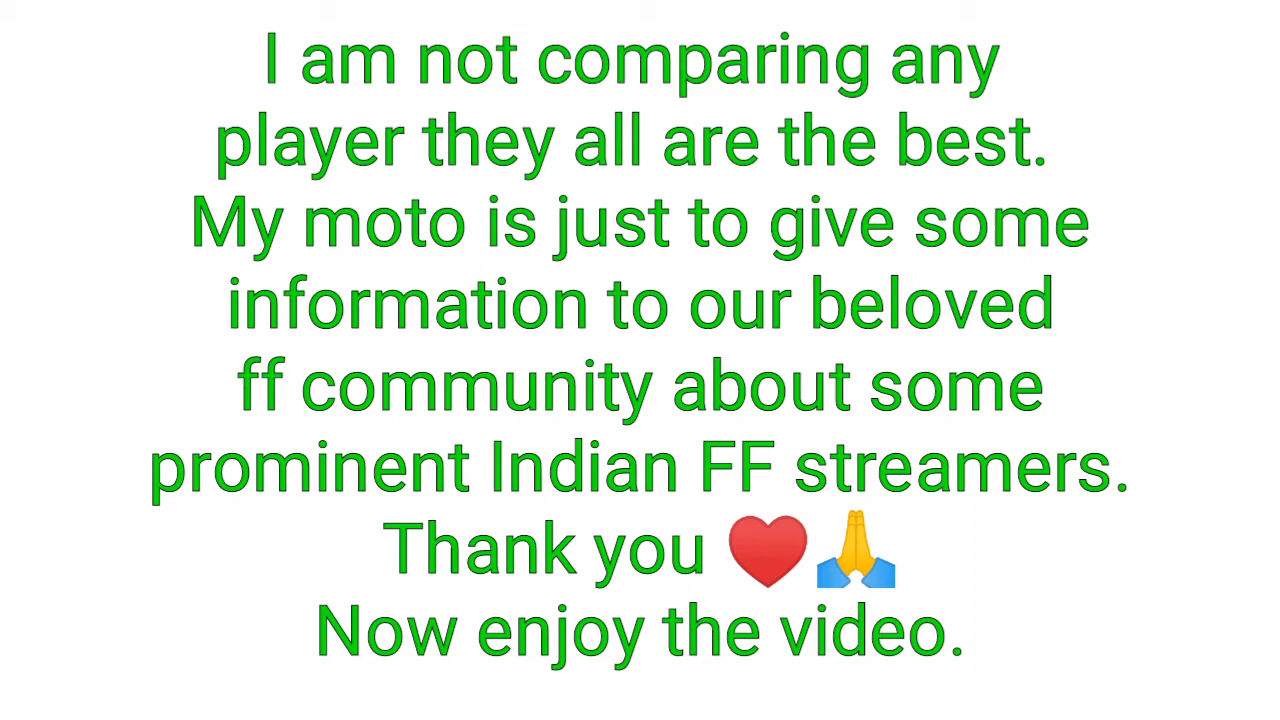 I am not comparing any
player they all are the best.
My moto is just to give some
information to our beloved
ff community about some
prominent Indian FF streamers.
Thank you ❤️🙏
Now enjoy the video.